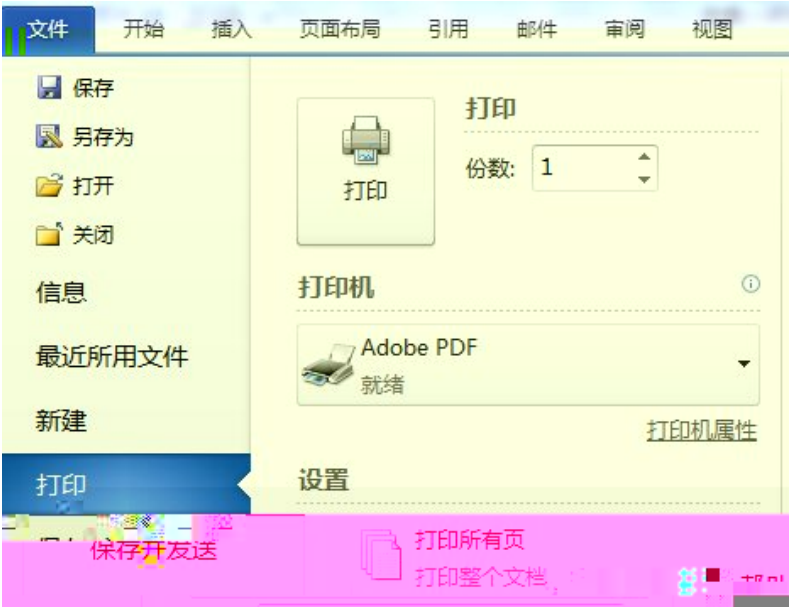 文件 开始 插入 页面布局 引用 邮件 审阅 视图
保存
另存为
打开
关闭
信息
最近所用文件
新建
打印
保存并发送
打印
打印
份数: 1
打印机
Adobe PDF
就绪
打印机属性
设置
打印所有页
打印整个文档